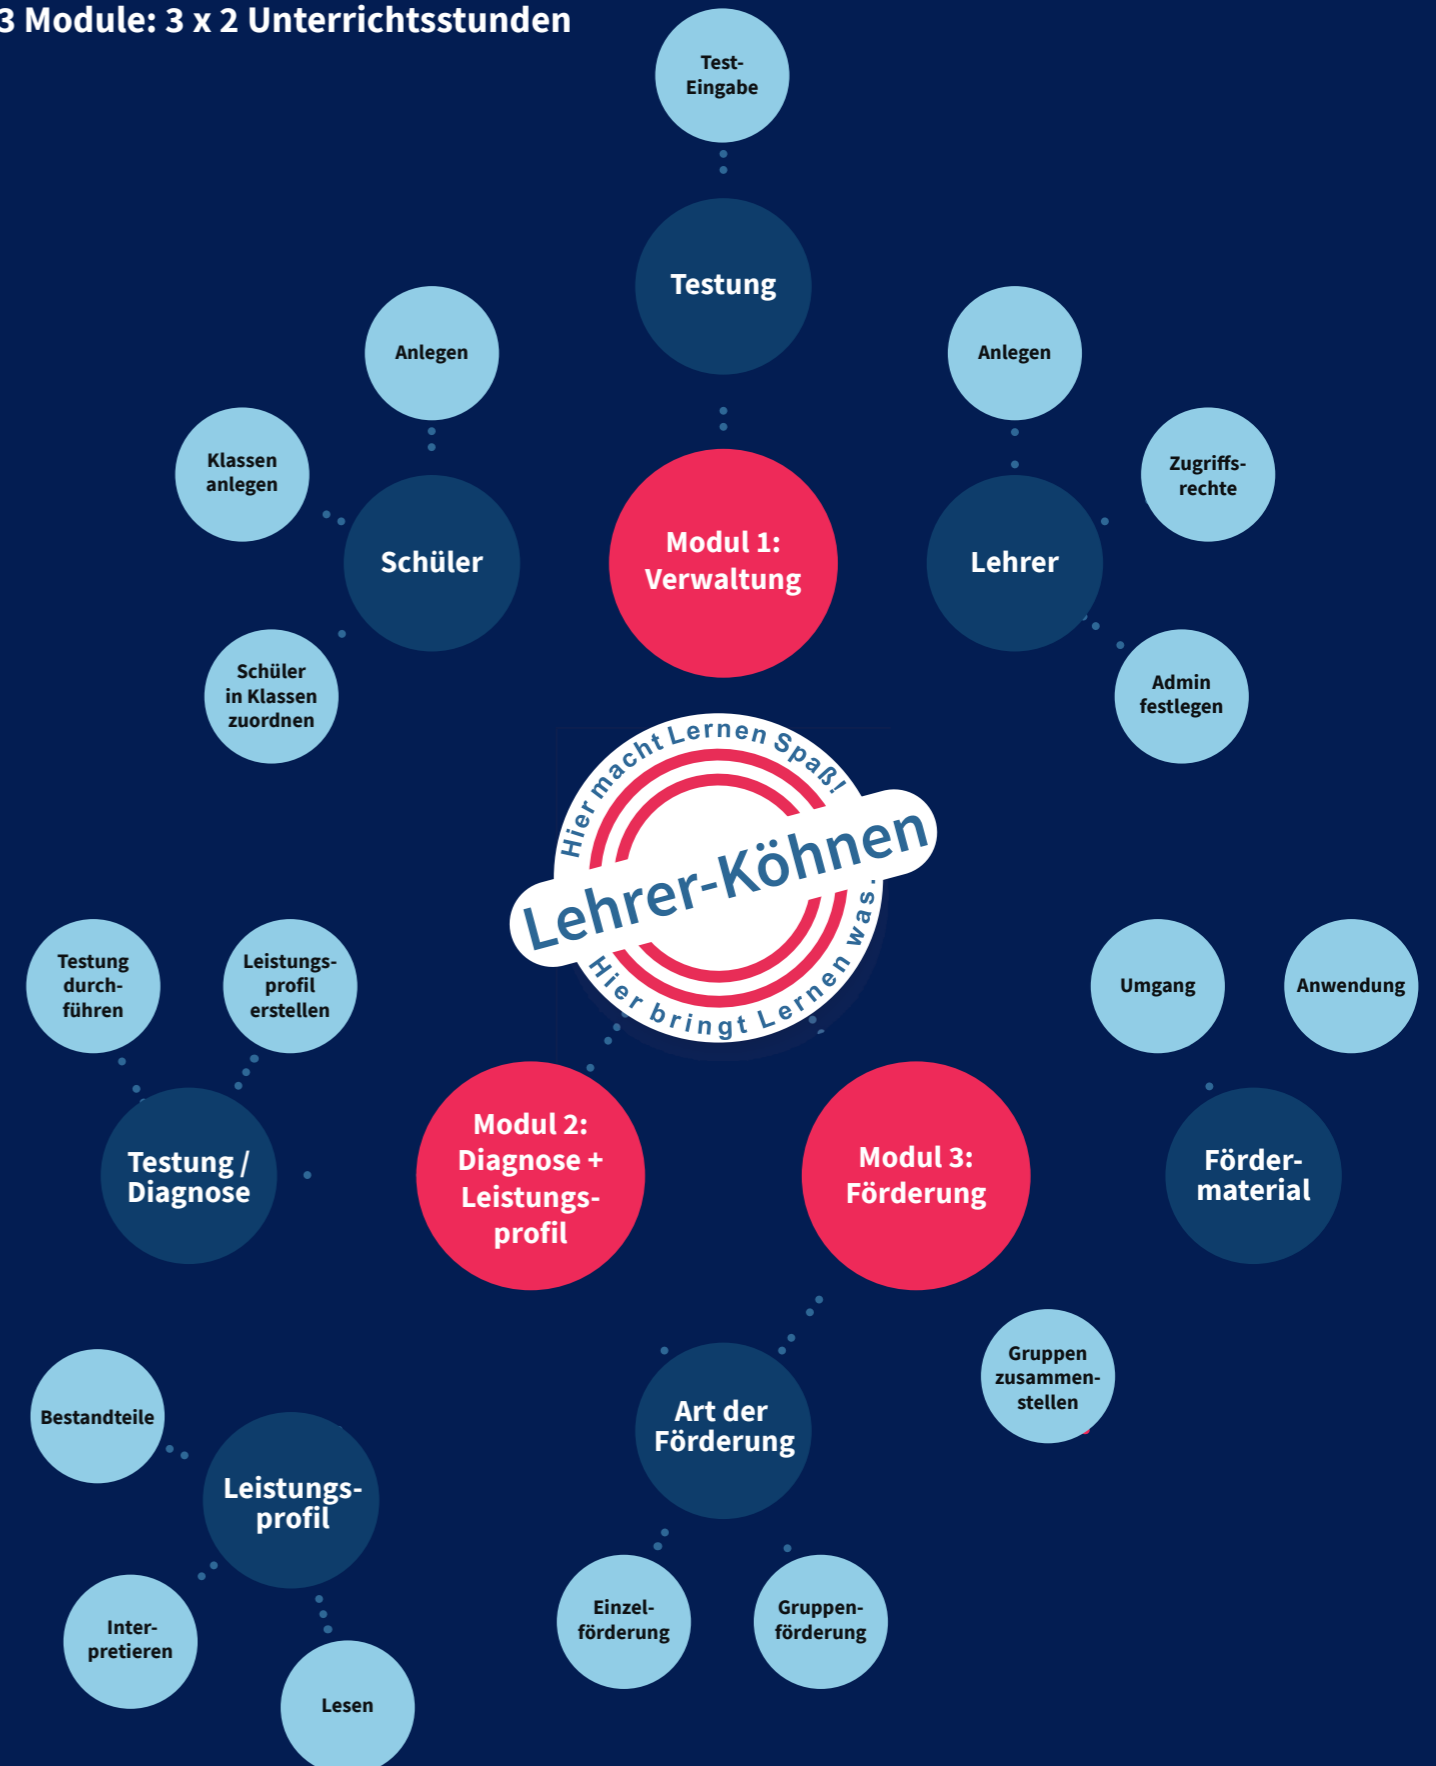 3 Module: 3 x 2 Unterrichtsstunden
Test-
Eingabe
Testung
Anlegen
Anlegen
Klassen
anlegen
Zugriffs-
rechte
Schüler
Modul 1:
Verwaltung
Lehrer
Schüler
in Klassen
zuordnen
Admin
festlegen
Hier macht Lernen Spaß!
Lehrer-Köhnen
Hier bringt Lernen was.
Testung
durch-
führen
Leistungs-
profil
erstellen
Umgang
Anwendung
Testung /
Diagnose
Modul 2:
Diagnose +
Leistungs-
profil
Modul 3:
Förderung
Förder-
material
Gruppen
zusammen-
stellen
Bestandteile
Art der
Förderung
Leistungs-
profil
Inter-
pretieren
Lesen
Einzel-
förderung
Gruppen-
förderung